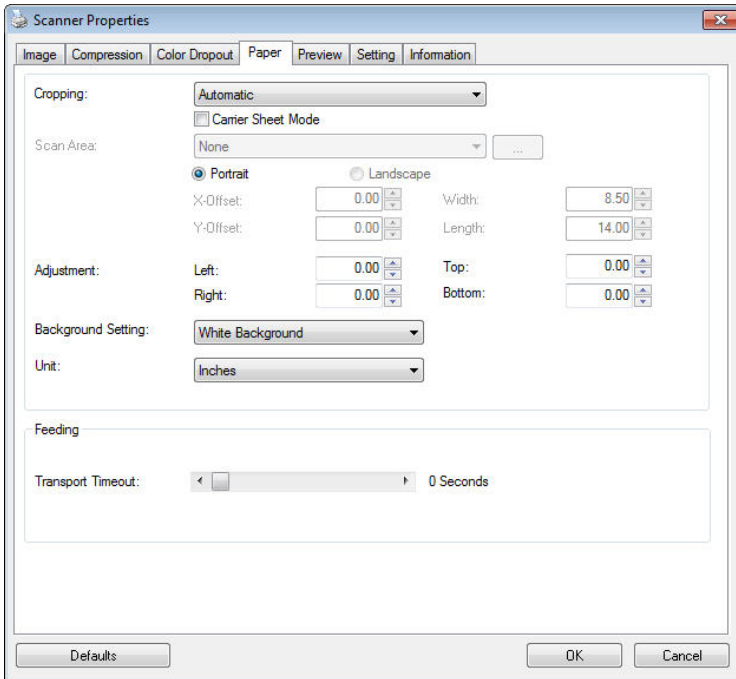 Scanner Properties
Image Compression Color Dropout Paper Preview Setting Information
Cropping: Automatic
Carrier Sheet Mode
Scan Area: None ...
Portrait Landscape
X-Offset: 0.00 Width: 8.50
Y-Offset: 0.00 Length: 14.00
Adjustment: Left: 0.00 Top: 0.00
Right: 0.00 Bottom: 0.00
Background Setting: White Background
Unit: Inches
Feeding
Transport Timeout: 0 Seconds
Defaults OK Cancel